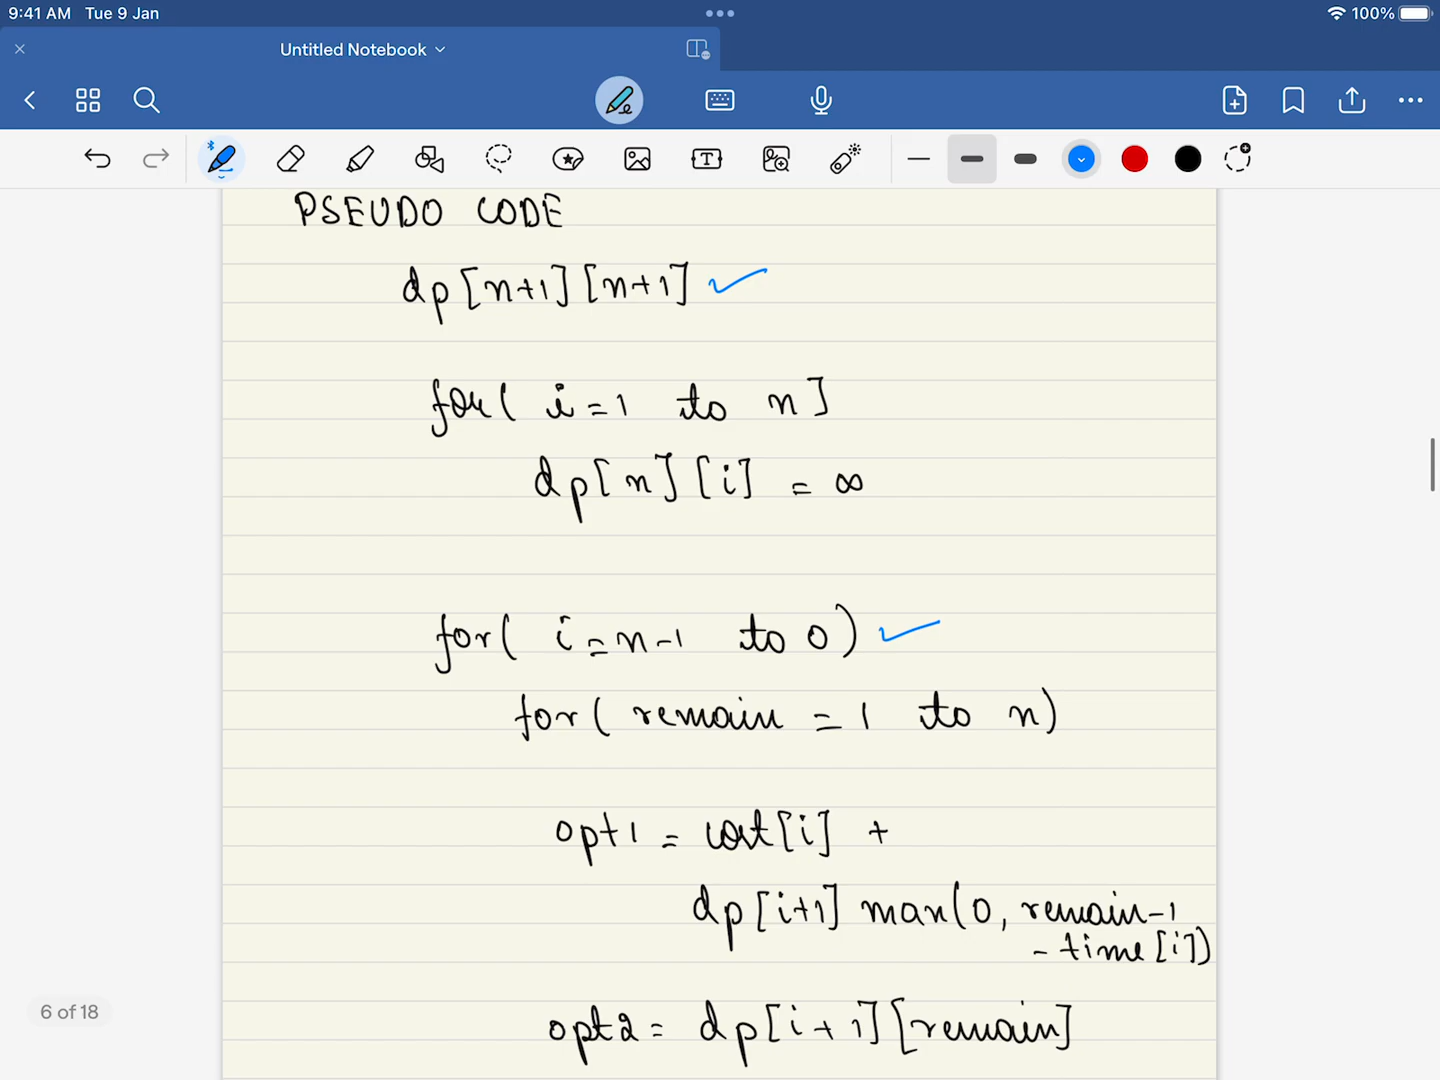 9:41 AM Tue 9 Jan
100%
Untitled Notebook
PSEUDO CODE
dp[n+1][n+1]
for( i=1 to n]
dp[n][i] = ∞
for( i=n-1 to 0)
for( remain = 1 to n)
opt1 = cost[i] +
dp[i+1] max(0, remain-1
- time[i])
opt2 = dp[i+1][remain]
6 of 18